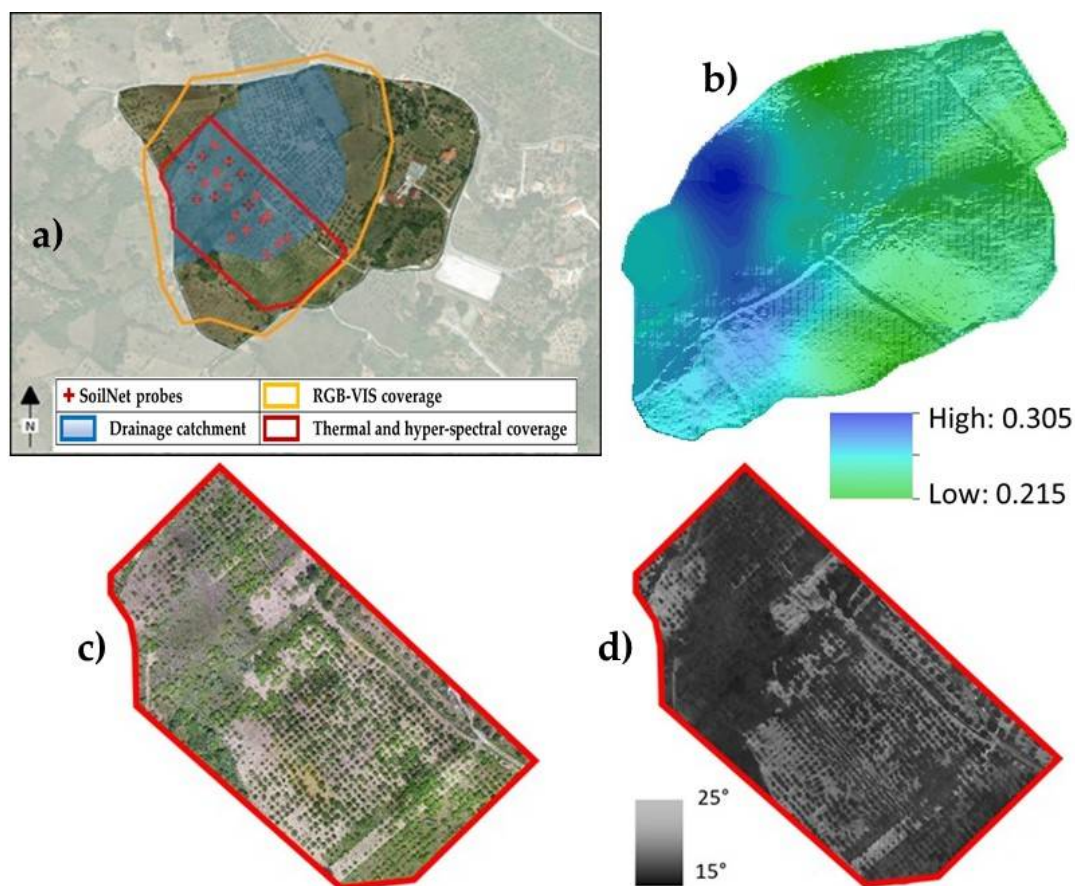 a)
N
+ SoilNet probes
RGB-VIS coverage
Drainage catchment
Thermal and hyper-spectral coverage
b)
High: 0.305
Low: 0.215
c)
d)
25°
15°